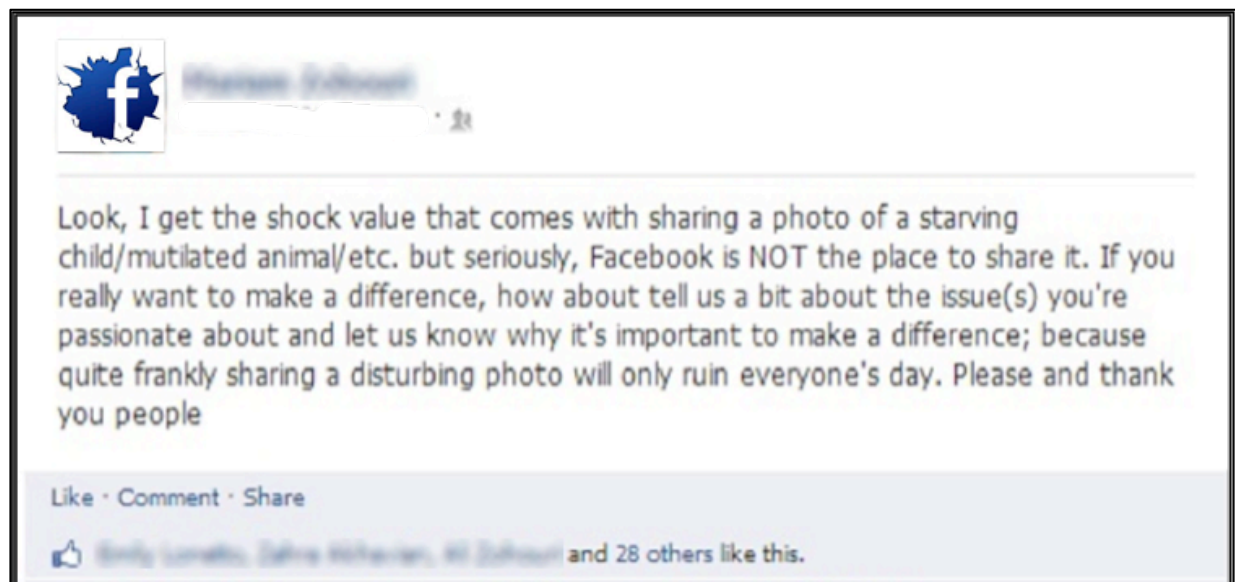 f
Look, I get the shock value that comes with sharing a photo of a starving
child/mutilated animal/etc. but seriously, Facebook is NOT the place to share it. If you
really want to make a difference, how about tell us a bit about the issue(s) you're
passionate about and let us know why it's important to make a difference; because
quite frankly sharing a disturbing photo will only ruin everyone's day. Please and thank
you people
Like · Comment · Share
and 28 others like this.